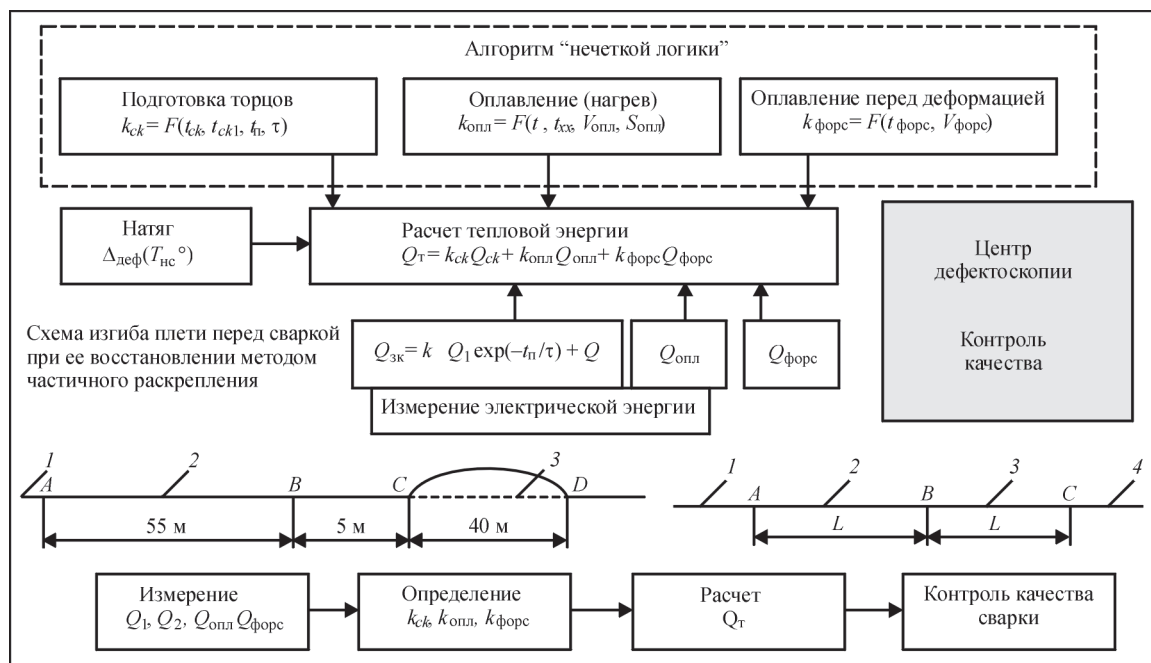 Алгоритм “нечеткой логики”
Подготовка торцов
k_ck = F(t_ck, t_ck1, t_п, τ)
Оплавление (нагрев)
k_опл = F(t , t_xx, V_опл, S_опл)
Оплавление перед деформацией
k_форс = F(t_форс, V_форс)
Натяг
Δ_деф(T_нс°)
Расчет тепловой энергии
Q_т = k_ck Q_ck + k_опл Q_опл + k_форс Q_форс
Центр
дефектоскопии
Контроль
качества
Схема изгиба плети перед сваркой
при ее восстановлении методом
частичного раскрепления
Q_зк = k Q_1 exp(–t_п/τ) + Q
Q_опл
Q_форс
Измерение электрической энергии
1 2 3
A B C D
55 м 5 м 40 м
1 2 3 4
A B C
L L
Измерение
Q_1, Q_2, Q_опл Q_форс
Определение
k_ck, k_опл, k_форс
Расчет
Q_т
Контроль качества
сварки